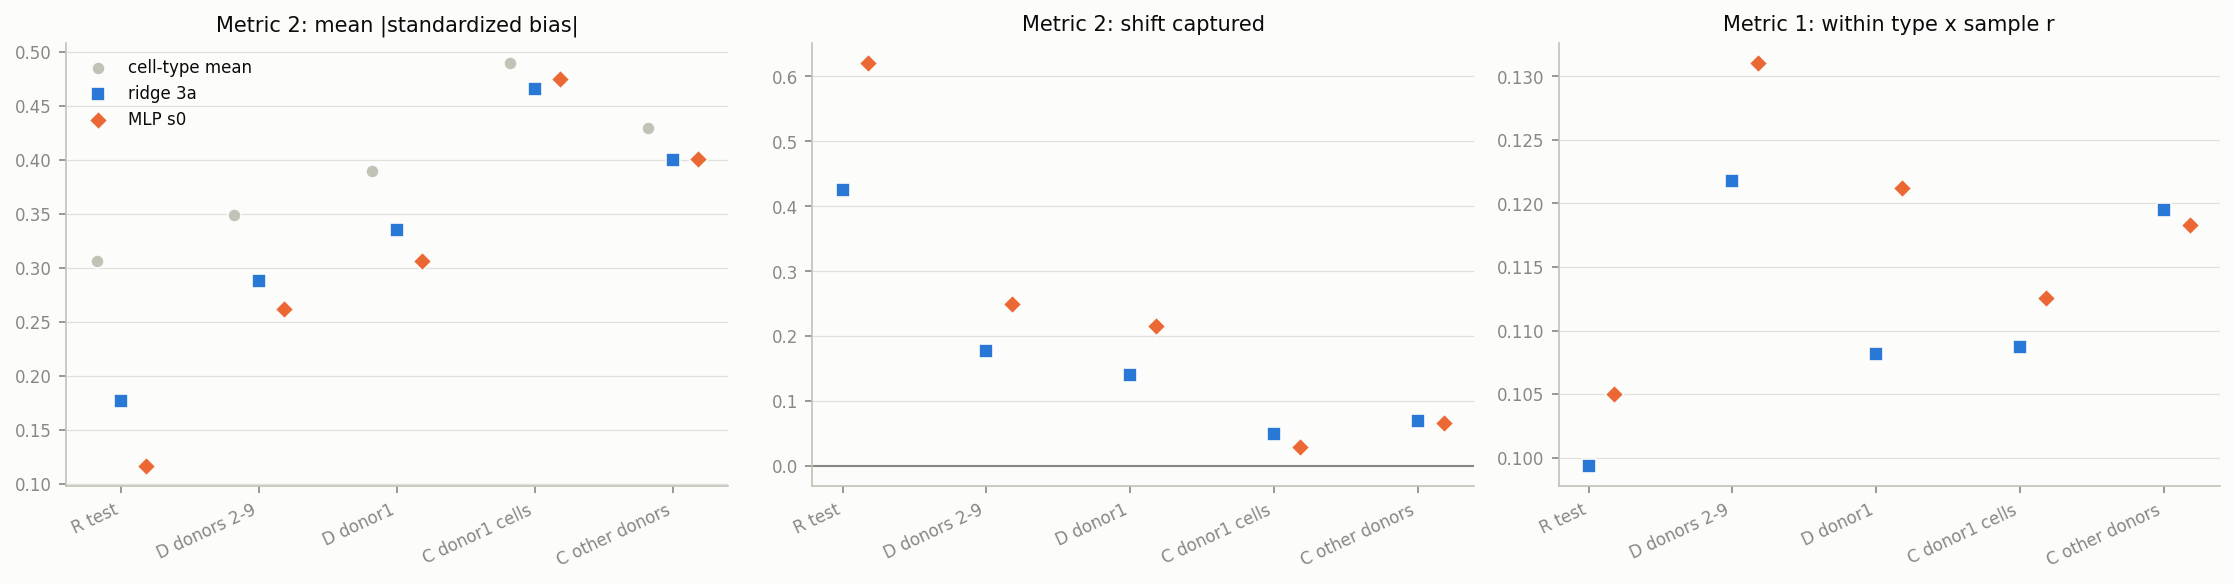 Metric 2: mean |standardized bias|
0.50
0.45
0.40
0.35
0.30
0.25
0.20
0.15
0.10
cell-type mean
ridge 3a
MLP s0
R test
D donors 2-9
D donor1
C donor1 cells
C other donors
Metric 2: shift captured
0.6
0.5
0.4
0.3
0.2
0.1
0.0
R test
D donors 2-9
D donor1
C donor1 cells
C other donors
Metric 1: within type x sample r
0.130
0.125
0.120
0.115
0.110
0.105
0.100
R test
D donors 2-9
D donor1
C donor1 cells
C other donors